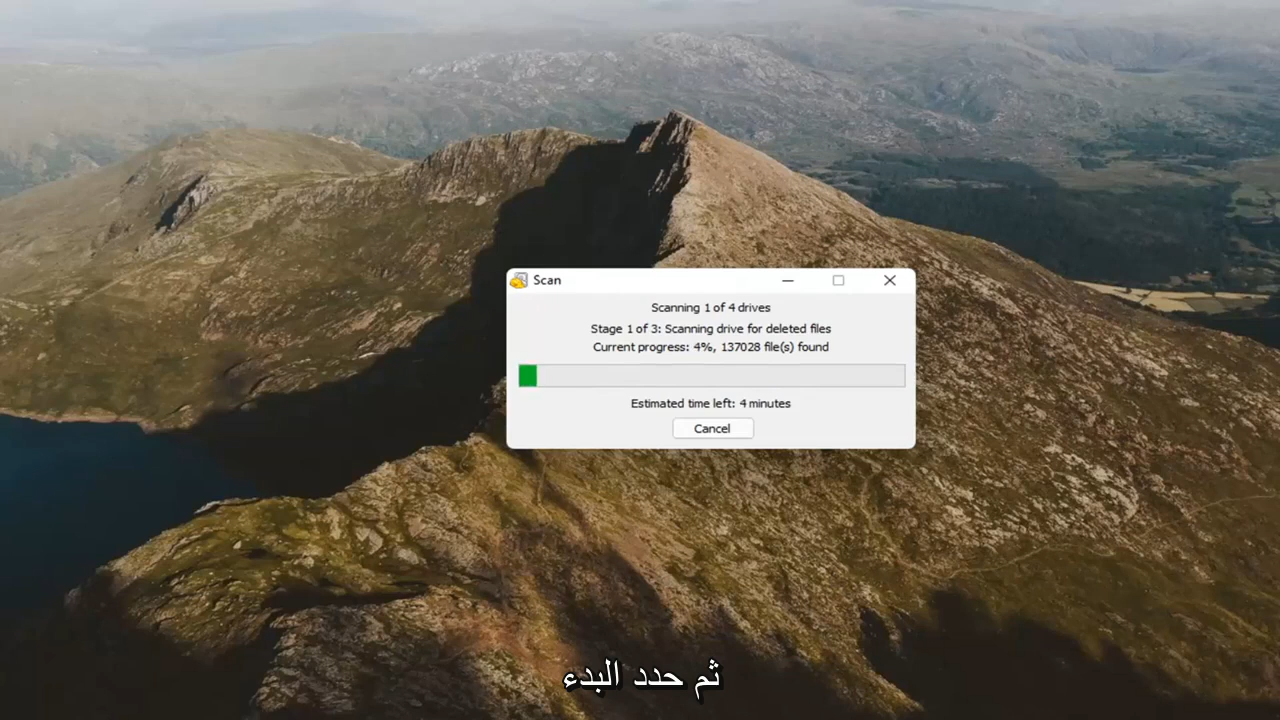 Scan
Scanning 1 of 4 drives
Stage 1 of 3: Scanning drive for deleted files
Current progress: 4%, 137028 file(s) found
Estimated time left: 4 minutes
Cancel
ثم حدد البدء